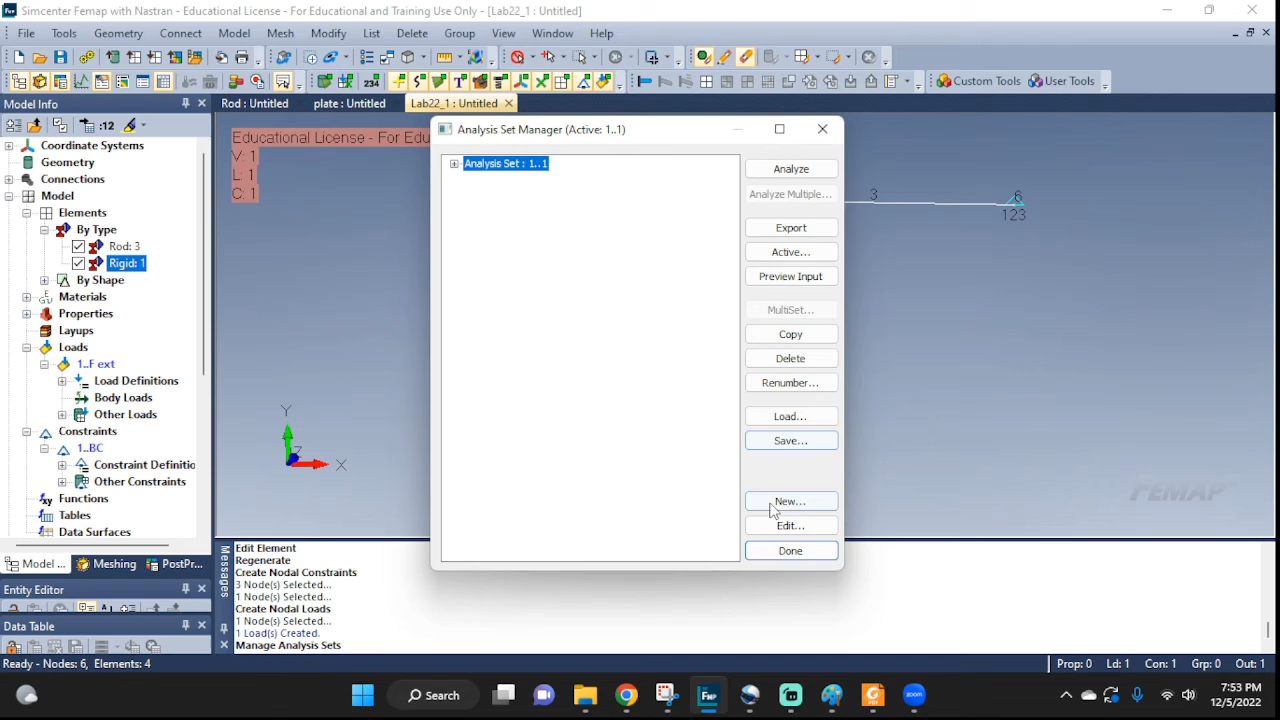 Simcenter Femap with Nastran - Educational License - For Educational and Training Use Only - [Lab22_1 : Untitled]
File Tools Geometry Connect Model Mesh Modify List Delete Group View Window Help
234
Custom Tools User Tools
Model Info
Rod : Untitled plate : Untitled Lab22_1 : Untitled
:12
Coordinate Systems
Geometry
Connections
Model
Elements
By Type
Rod: 3
Rigid: 1
By Shape
Materials
Properties
Layups
Loads
1..F ext
Load Definitions
Body Loads
Other Loads
Constraints
1..BC
Constraint Definitio
Other Constraints
Functions
Tables
Data Surfaces
Model ... Meshing PostPr...
Entity Editor
Data Table
Educational License - For Edu
V: 1
L: 1
C: 1
Y
Z
X
3
6
123
FEMAP
Analysis Set Manager (Active: 1..1)
Analysis Set : 1..1
Analyze
Analyze Multiple...
Export
Active...
Preview Input
MultiSet...
Copy
Delete
Renumber...
Load...
Save...
New...
Edit...
Done
Messages
Edit Element
Regenerate
Create Nodal Constraints
3 Node(s) Selected...
1 Node(s) Selected...
Create Nodal Loads
1 Node(s) Selected...
1 Load(s) Created.
Manage Analysis Sets
Ready - Nodes: 6, Elements: 4
Prop: 0 Ld: 1 Con: 1 Grp: 0 Out: 1
Search
FMP
zoom
7:53 PM
12/5/2022